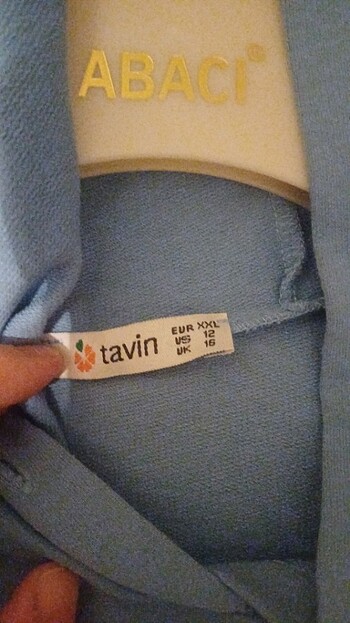 ABACI®
tavin
EUR XXL
US 12
UK 16